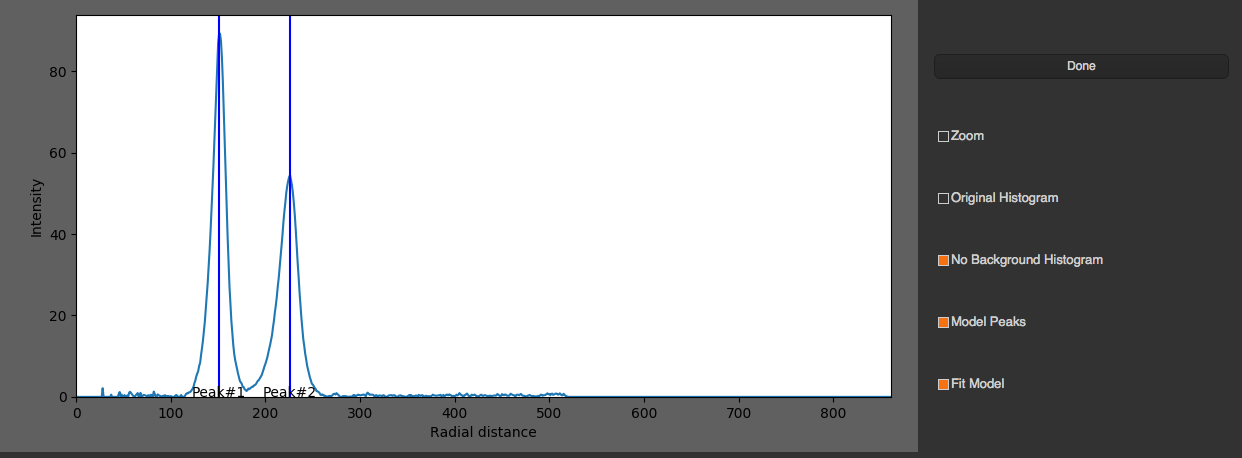 80
60
40
20
0
Intensity
Peak#1
Peak#2
0 100 200 300 400 500 600 700 800
Radial distance
Done
Zoom
Original Histogram
No Background Histogram
Model Peaks
Fit Model